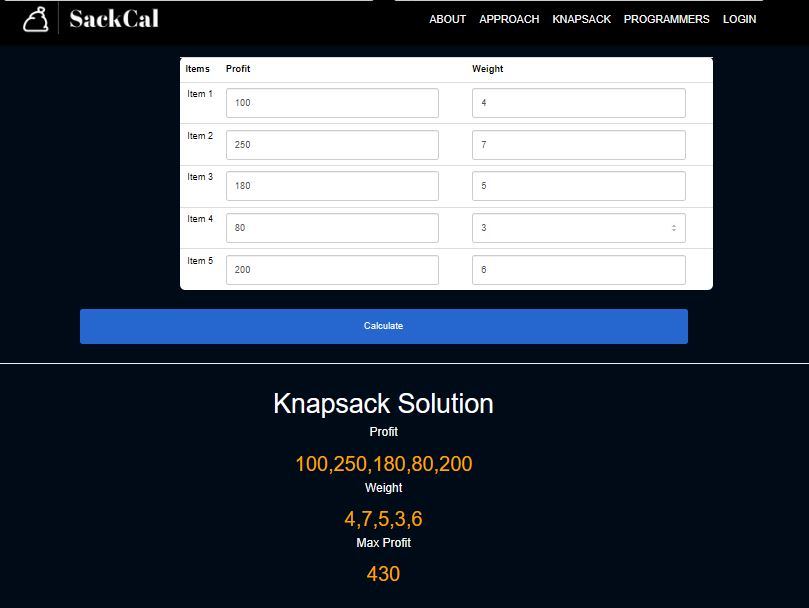 SackCal ABOUT APPROACH KNAPSACK PROGRAMMERS LOGIN
Items Profit Weight
Item 1 100 4
Item 2 250 7
Item 3 180 5
Item 4 80 3
Item 5 200 6
Calculate
Knapsack Solution
Profit
100,250,180,80,200
Weight
4,7,5,3,6
Max Profit
430